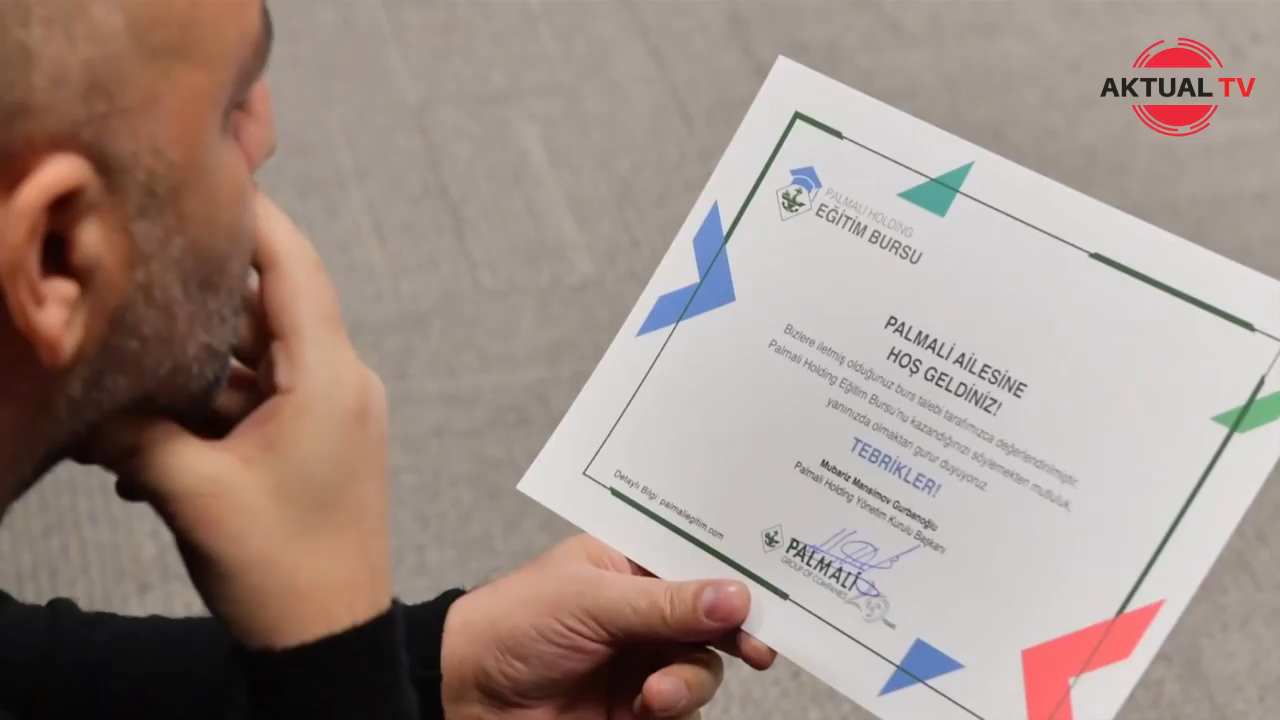 AKTUAL TV
PALMALİ HOLDING
EĞİTİM BURSU
PALMALİ AİLESİNE
HOŞ GELDİNİZ!
Bizlere iletmiş olduğunuz burs talebi tarafımızca değerlendirilmiştir.
Palmali Holding Eğitim Bursu'nu kazandığınızı söylemekten mutluluk,
yanınızda olmaktan gurur duyuyoruz.
TEBRİKLER!
Mubariz Mansimov Gurbanoğlu
Palmali Holding Yönetim Kurulu Başkanı
Detaylı Bilgi: palmaliegitim.com
PALMALİ
GROUP OF COMPANIES